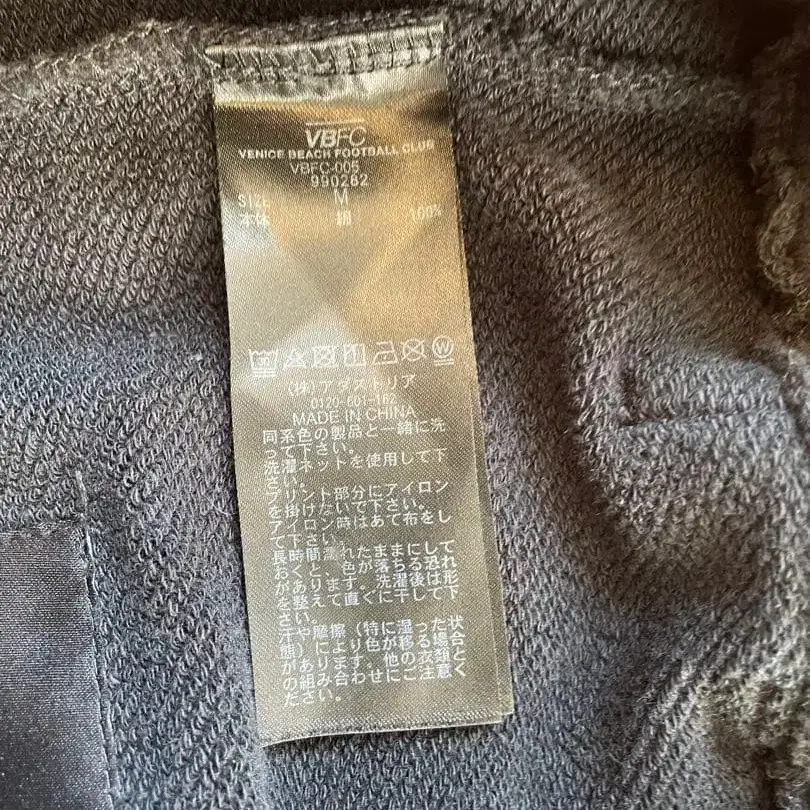 VBFC
VENICE BEACH FOOTBALL CLUB
VBFC-005
990262
SIZE M
本体 綿 100%
(株)アダストリア
0120-601-162
MADE IN CHINA
同系色の製品と一緒に洗
って下さい。
洗濯ネットを使用して下
さい。
プリント部分にアイロン
を掛けないで下さい。
アイロン時はあて布をし
て下さい。
長時間濡れたままにして
おくと、色が落ちる恐れ
があります。洗濯後は形
を整えて直ぐに干して下
さい。
汗や摩擦(特に湿った状
態)により色が移る場合
があります。他の衣類と
の組み合わせにご注意く
ださい。